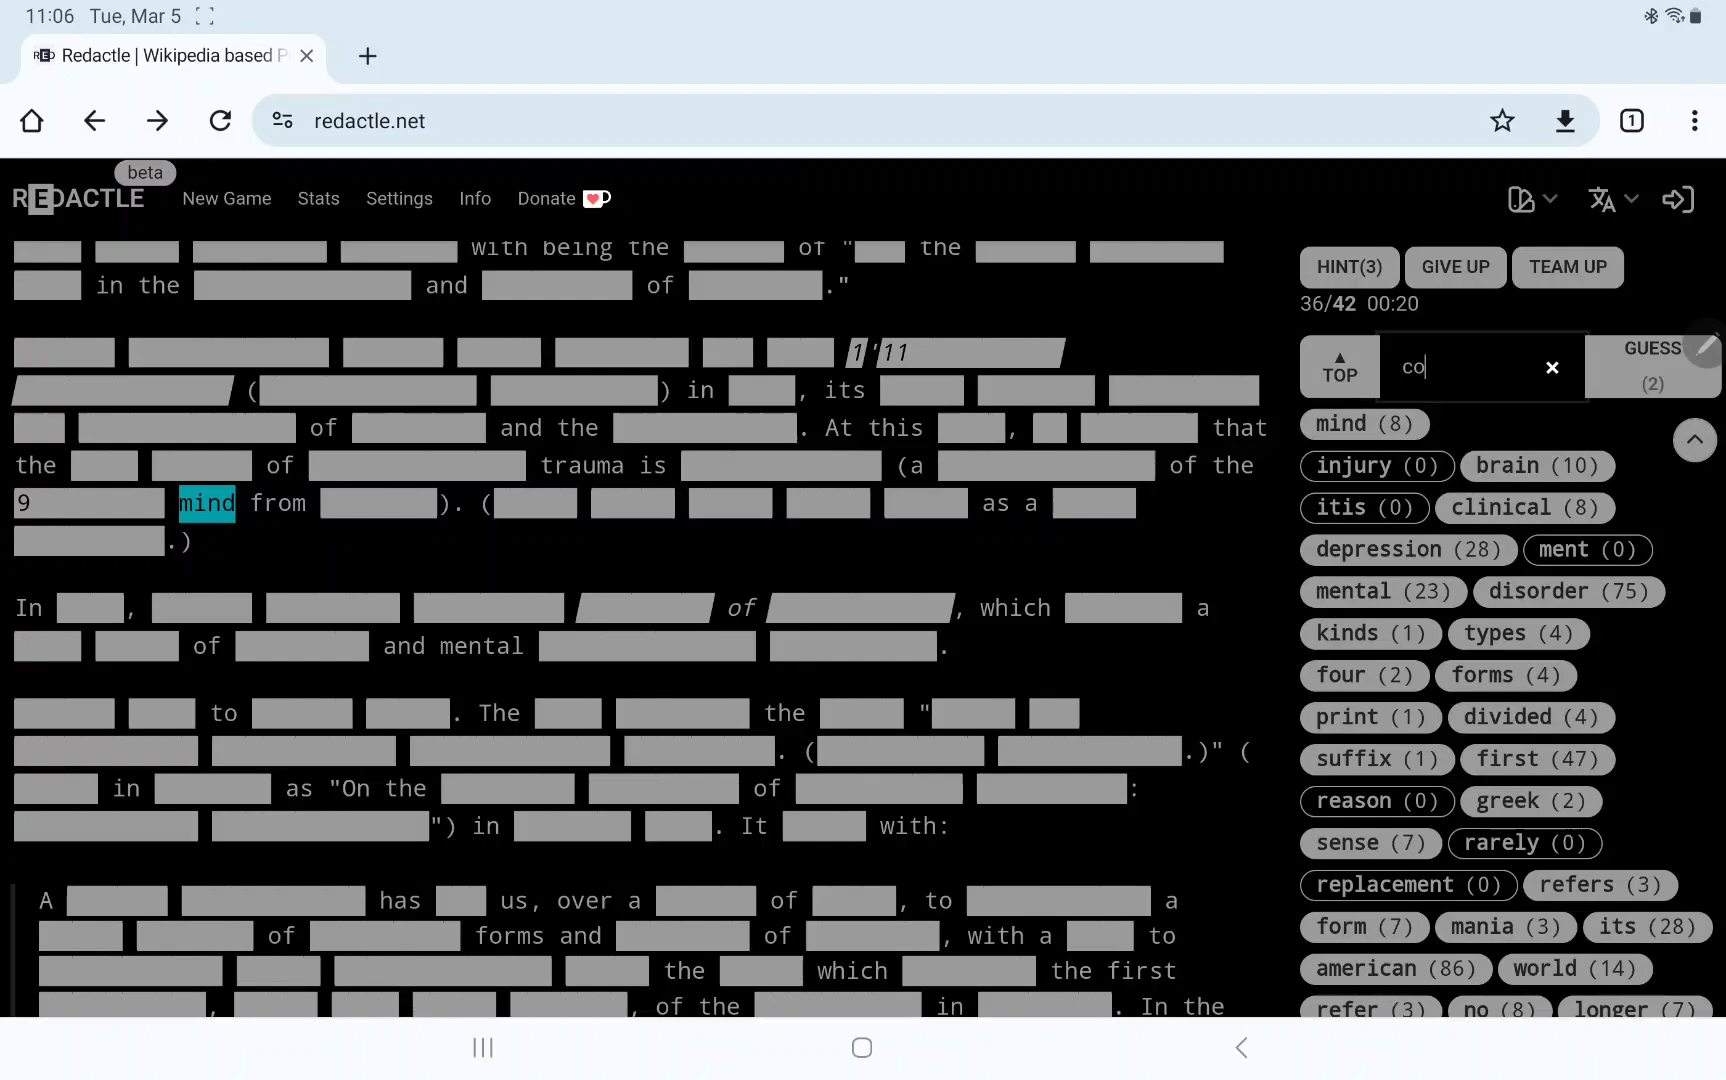 11:06 Tue, Mar 5
RED Redactle | Wikipedia based P
redactle.net
1
beta
REDACTLE New Game Stats Settings Info Donate
with being the of " the
in the and of ."
1 ' 11
( ) in , its
of and the . At this , that
the of trauma is (a of the
9 mind from ). ( as a
.)
In , of , which a
of and mental .
to . The the "
. ( .)" (
in as "On the of :
") in . It with:
A has us, over a of , to a
of forms and of , with a to
the which the first
, , of the in . In the
HINT(3) GIVE UP TEAM UP
36/42 00:20
▲ TOP co × GUESS (2)
mind (8)
injury (0) brain (10)
itis (0) clinical (8)
depression (28) ment (0)
mental (23) disorder (75)
kinds (1) types (4)
four (2) forms (4)
print (1) divided (4)
suffix (1) first (47)
reason (0) greek (2)
sense (7) rarely (0)
replacement (0) refers (3)
form (7) mania (3) its (28)
american (86) world (14)
refer (3) no (8) longer (7)